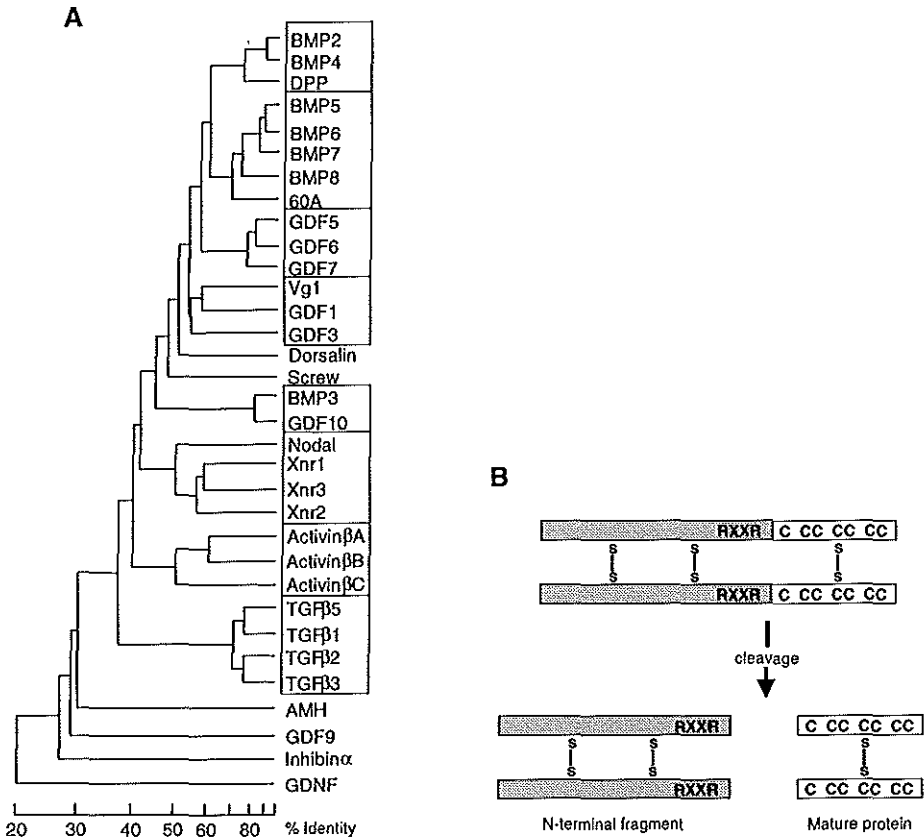 A
BMP2
BMP4
DPP
BMP5
BMP6
BMP7
BMP8
60A
GDF5
GDF6
GDF7
Vg1
GDF1
GDF3
Dorsalin
Screw
BMP3
GDF10
Nodal
Xnr1
Xnr3
Xnr2
ActivinβA
ActivinβB
ActivinβC
TGFβ5
TGFβ1
TGFβ2
TGFβ3
AMH
GDF9
Inhibinα
GDNF
20 30 40 50 60 80 % Identity
B
RXXR C CC CC CC
S S S
S S S
RXXR C CC CC CC
cleavage
RXXR C CC CC CC
S S S
S S S
RXXR C CC CC CC
N-terminal fragment Mature protein